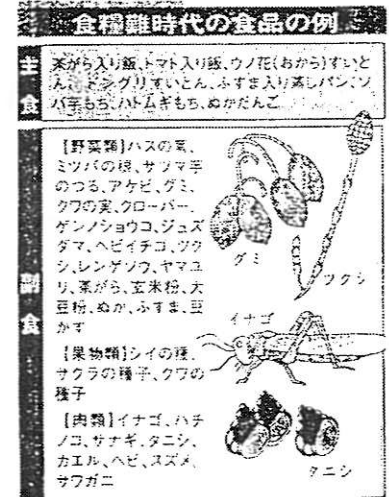 食糧難時代の食品の例
主食
茶がら入り飯、トマト入り飯、ウノ花(おから)すいと
ん、ドングリすいとん、ふすま入り蒸しパン、ソ
バ芋もち、ハトムギもち、ぬかだんご
副食
【野菜類】ハスの葉、
ミツバの根、サツマ芋
のつる、アケビ、グミ、
クワの実、クローバー、
ゲンノショウコ、ジュズ
ダマ、ヘビイチゴ、ツク
シ、レンゲソウ、ヤマユ
リ、茶がら、玄米粉、大
豆粉、ぬか、ふすま、豆
かす
【果物類】シイの種、
サクラの種子、クワの
種子
【肉類】イナゴ、ハチ
ノコ、サナギ、タニシ、
カエル、ヘビ、スズメ、
サワガニ
グミ
ツクシ
イナゴ
タニシ